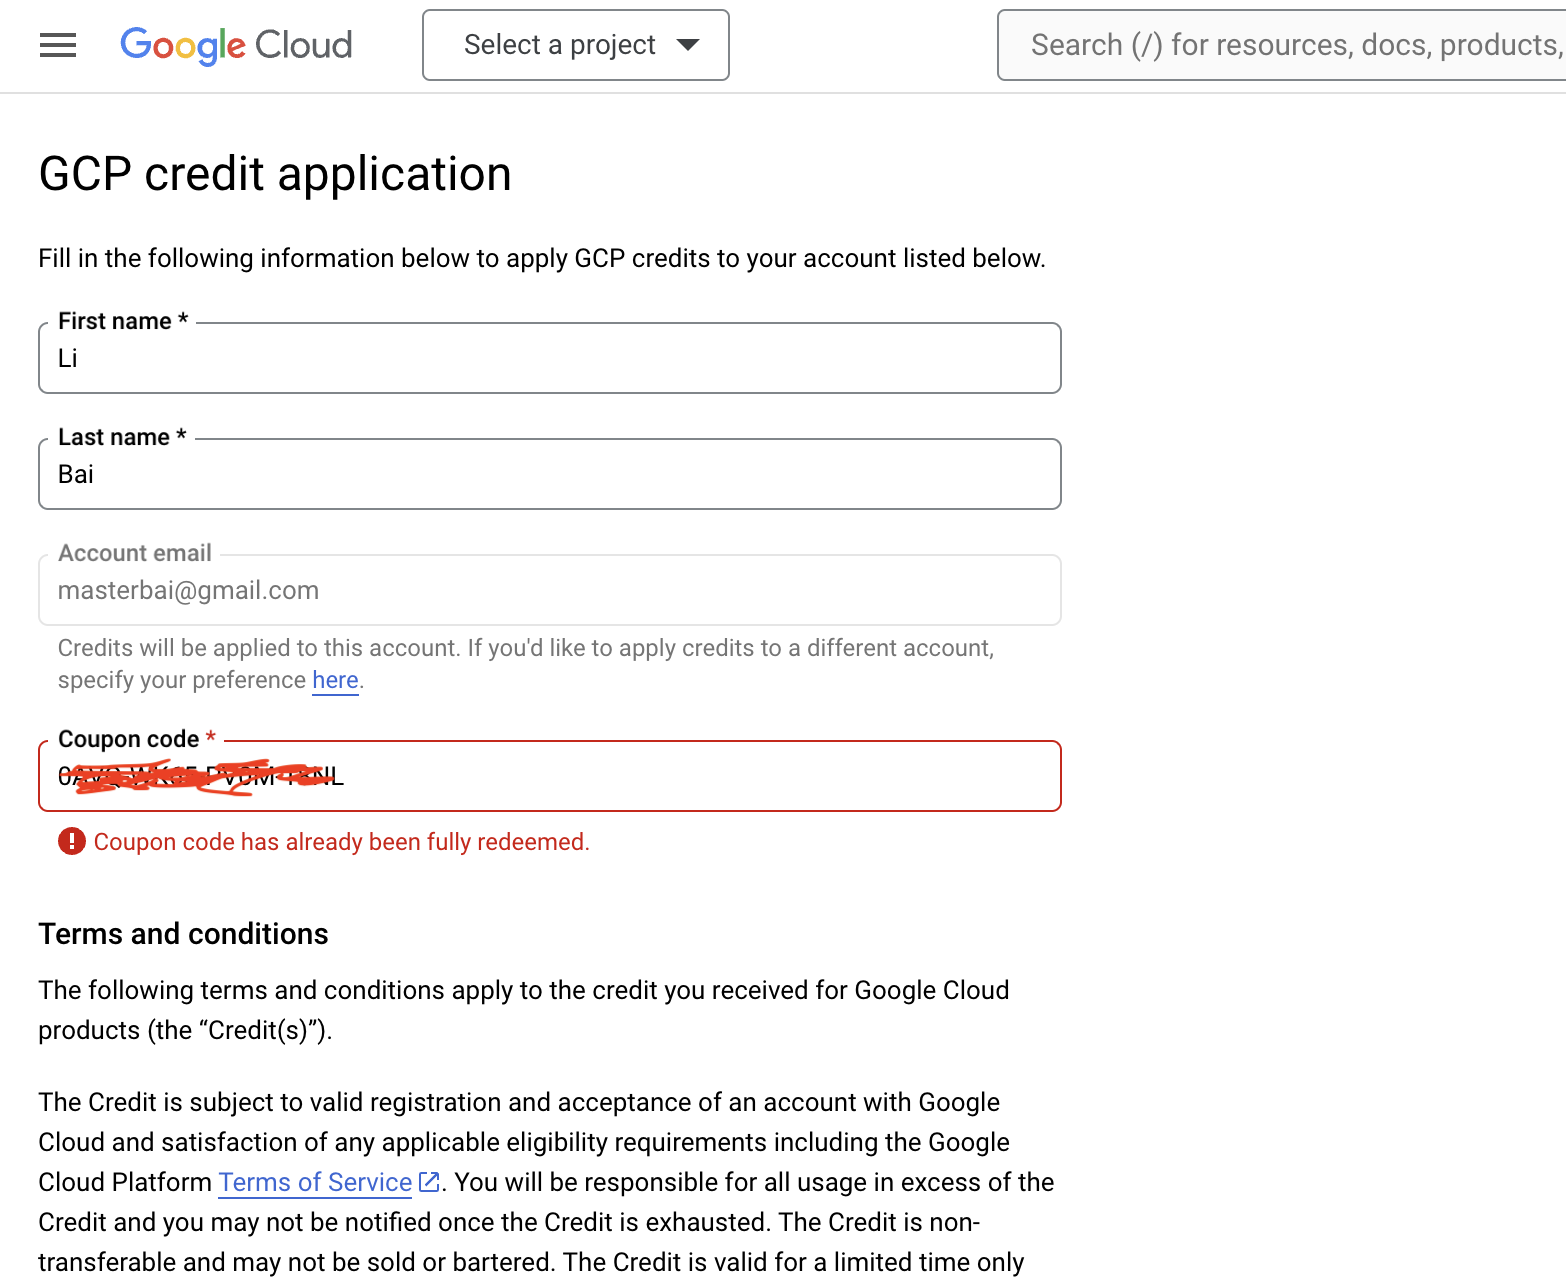 Google Cloud
Select a project
Search (/) for resources, docs, products,
GCP credit application
Fill in the following information below to apply GCP credits to your account listed below.
First name *
Li
Last name *
Bai
Account email
masterbai@gmail.com
Credits will be applied to this account. If you'd like to apply credits to a different account,
specify your preference here.
Coupon code *
Coupon code has already been fully redeemed.
Terms and conditions
The following terms and conditions apply to the credit you received for Google Cloud
products (the “Credit(s)”).
The Credit is subject to valid registration and acceptance of an account with Google
Cloud and satisfaction of any applicable eligibility requirements including the Google
Cloud Platform Terms of Service. You will be responsible for all usage in excess of the
Credit and you may not be notified once the Credit is exhausted. The Credit is non-
transferable and may not be sold or bartered. The Credit is valid for a limited time only